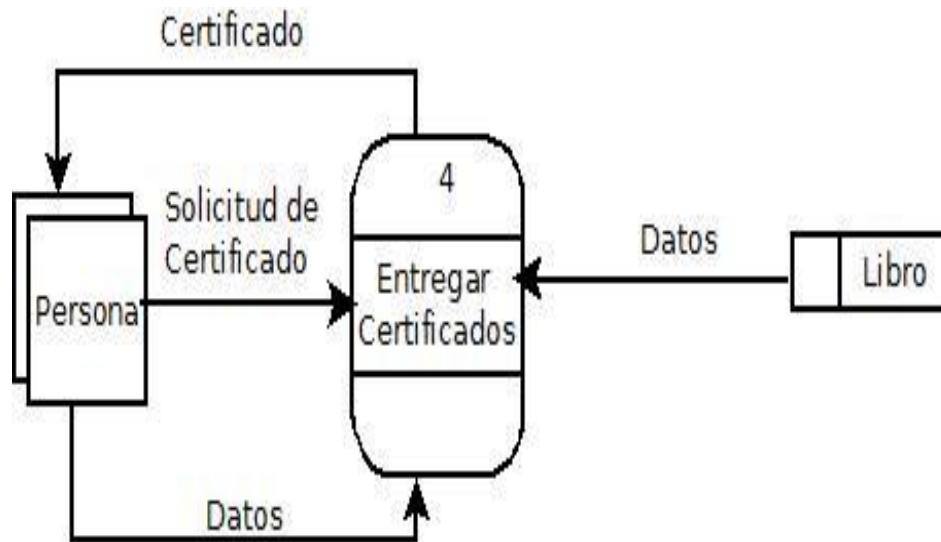 Certificado
4
Solicitud de
Certificado
Datos
Entregar
Certificados
Libro
Persona
Datos